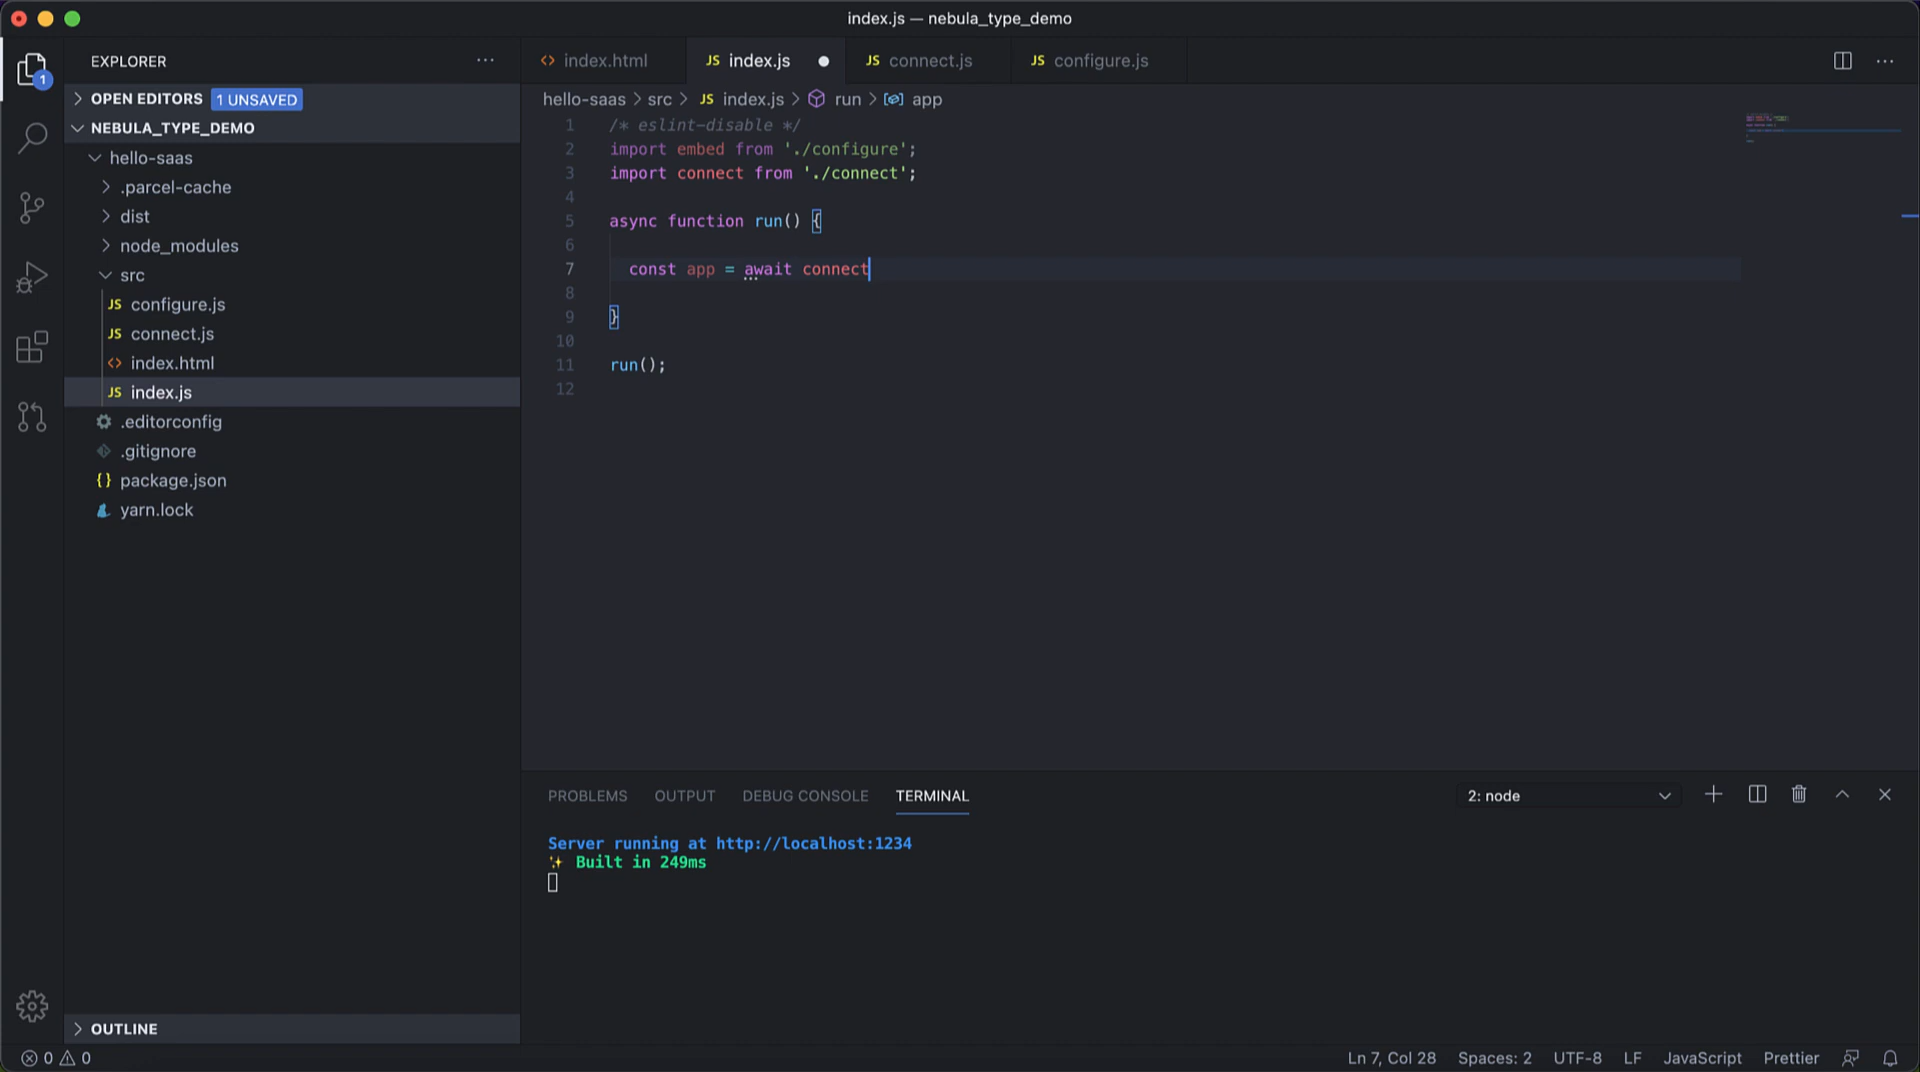 index.js — nebula_type_demo
EXPLORER
1
OPEN EDITORS 1 UNSAVED
NEBULA_TYPE_DEMO
hello-saas
.parcel-cache
dist
node_modules
src
JS configure.js
JS connect.js
<> index.html
JS index.js
.editorconfig
.gitignore
{} package.json
yarn.lock
OUTLINE
<> index.html JS index.js JS connect.js JS configure.js
hello-saas > src > JS index.js > run > app
1 /* eslint-disable */
2 import embed from './configure';
3 import connect from './connect';
4
5 async function run() {
6
7 const app = await connect
8
9 }
10
11 run();
12
PROBLEMS OUTPUT DEBUG CONSOLE TERMINAL 2: node
Server running at http://localhost:1234
✨ Built in 249ms
0 0 Ln 7, Col 28 Spaces: 2 UTF-8 LF JavaScript Prettier